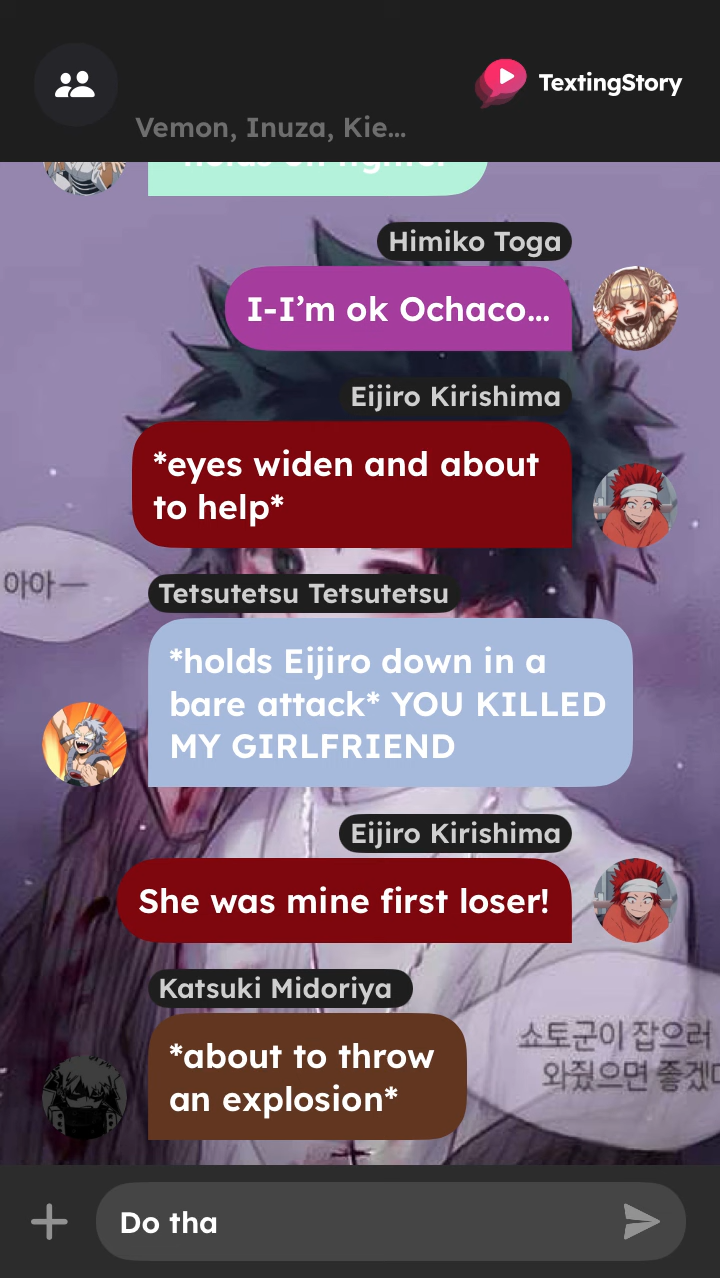 TextingStory
Vemon, Inuza, Kie...
Himiko Toga
I-I’m ok Ochaco...
Eijiro Kirishima
*eyes widen and about
to help*
아아—
Tetsutetsu Tetsutetsu
*holds Eijiro down in a
bare attack* YOU KILLED
MY GIRLFRIEND
Eijiro Kirishima
She was mine first loser!
Katsuki Midoriya
*about to throw
an explosion*
쇼토군이 잡으러
와줬으면 좋겠다
Do tha